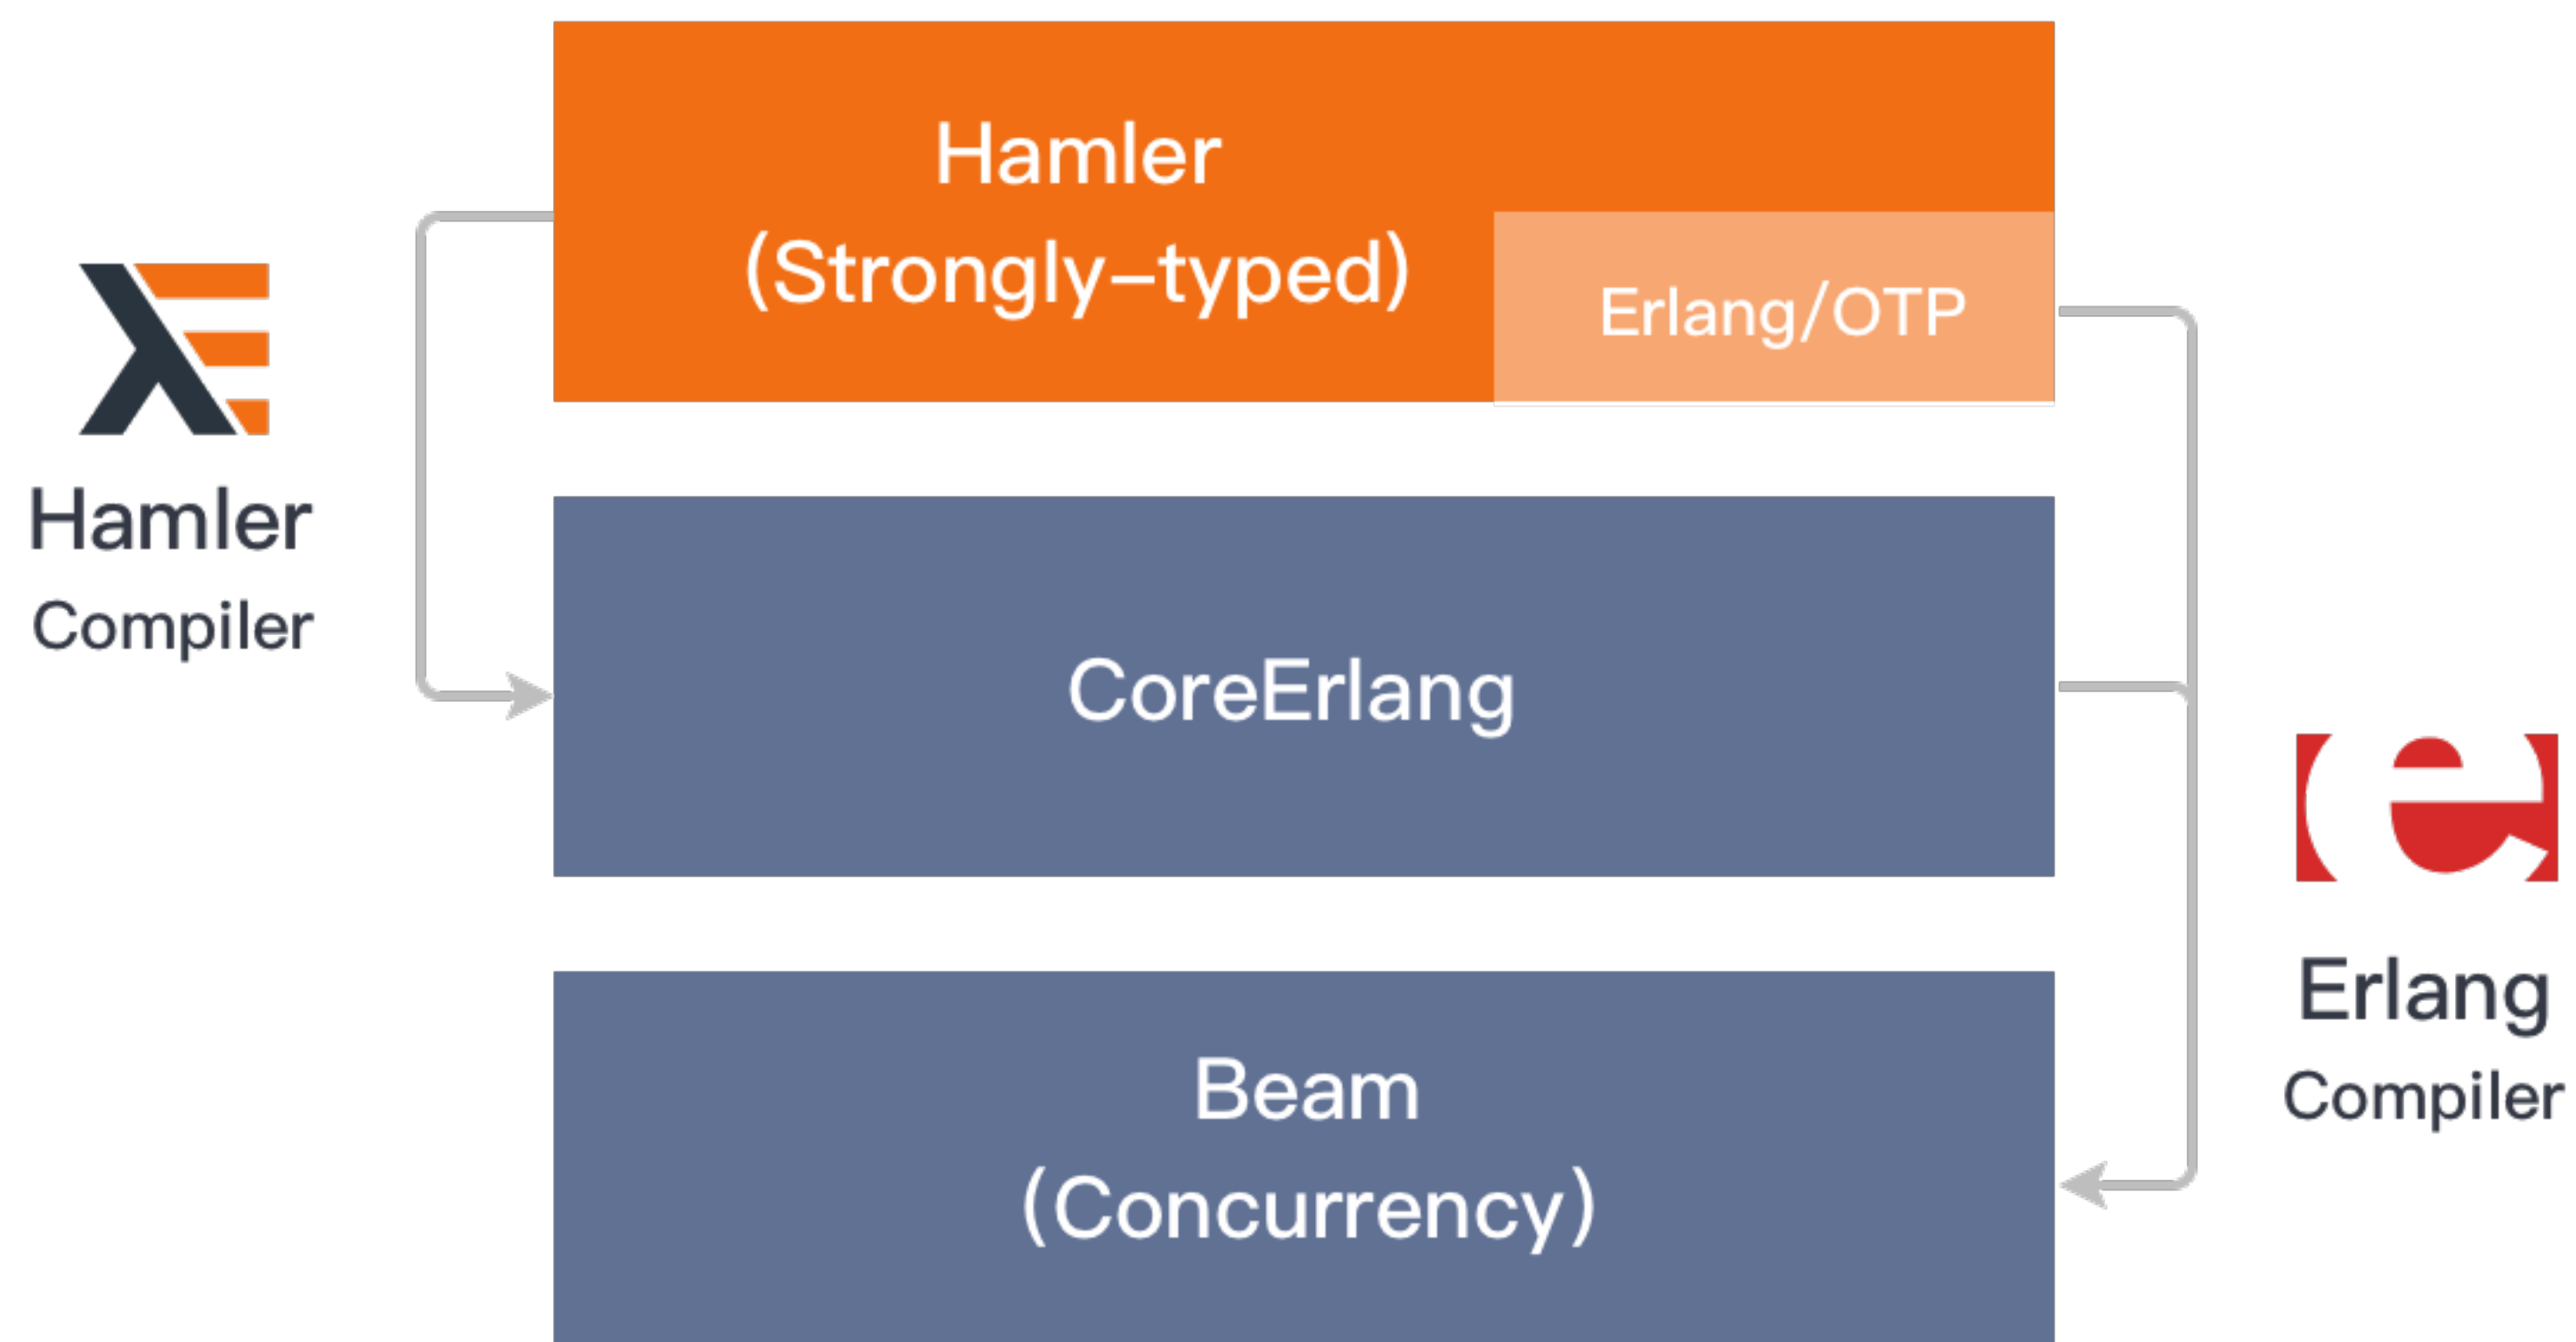 Hamler
(Strongly–typed)
Erlang/OTP
Hamler
Compiler
CoreErlang
Beam
(Concurrency)
Erlang
Compiler